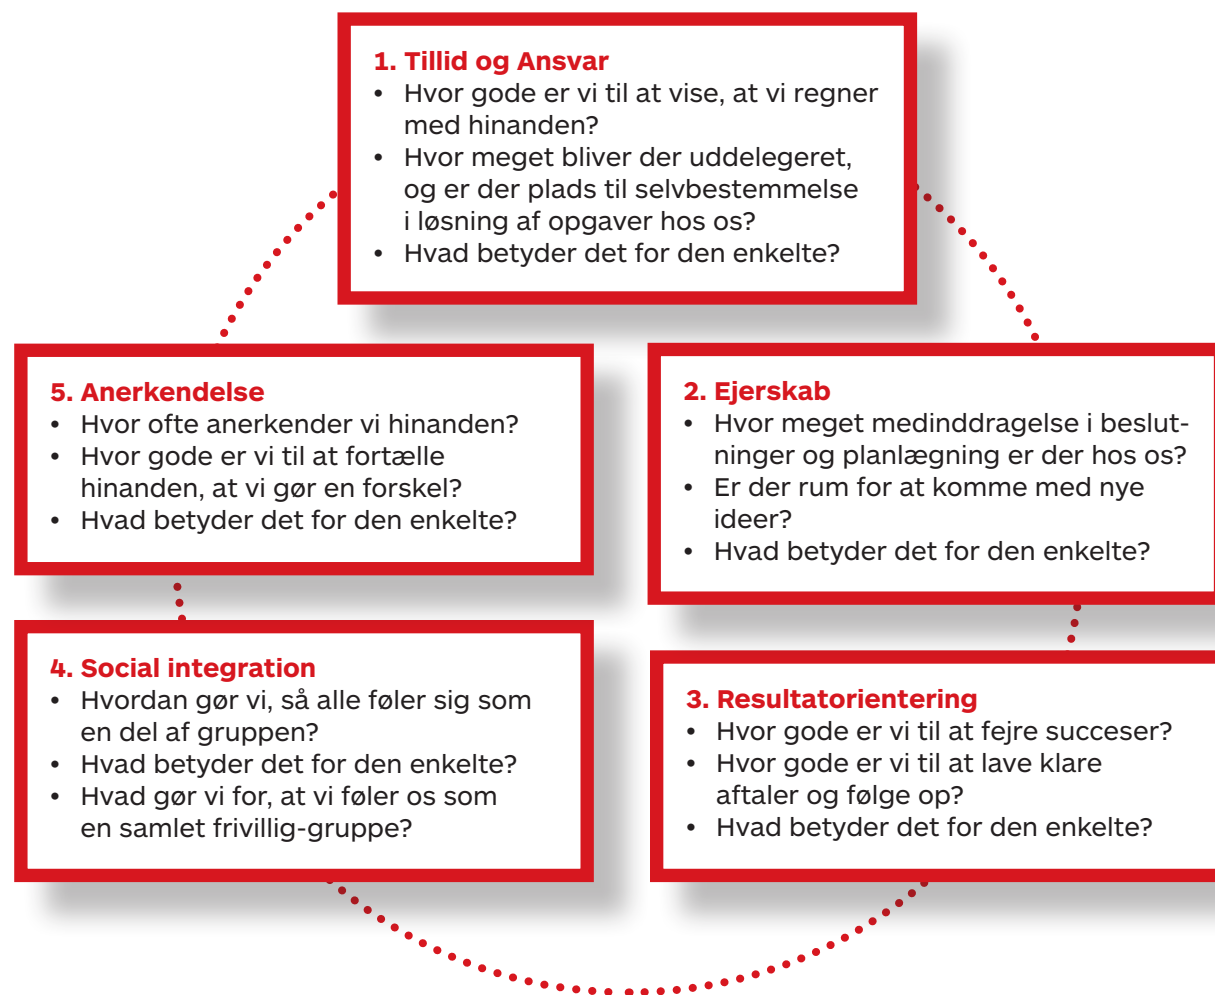 1. Tillid og Ansvar
• Hvor gode er vi til at vise, at vi regner
med hinanden?
• Hvor meget bliver der uddelegeret,
og er der plads til selvbestemmelse
i løsning af opgaver hos os?
• Hvad betyder det for den enkelte?
2. Ejerskab
• Hvor meget medinddragelse i beslut-
ninger og planlægning er der hos os?
• Er der rum for at komme med nye
ideer?
• Hvad betyder det for den enkelte?
3. Resultatorientering
• Hvor gode er vi til at fejre succeser?
• Hvor gode er vi til at lave klare
aftaler og følge op?
• Hvad betyder det for den enkelte?
4. Social integration
• Hvordan gør vi, så alle føler sig som
en del af gruppen?
• Hvad betyder det for den enkelte?
• Hvad gør vi for, at vi føler os som
en samlet frivillig-gruppe?
5. Anerkendelse
• Hvor ofte anerkender vi hinanden?
• Hvor gode er vi til at fortælle
hinanden, at vi gør en forskel?
• Hvad betyder det for den enkelte?